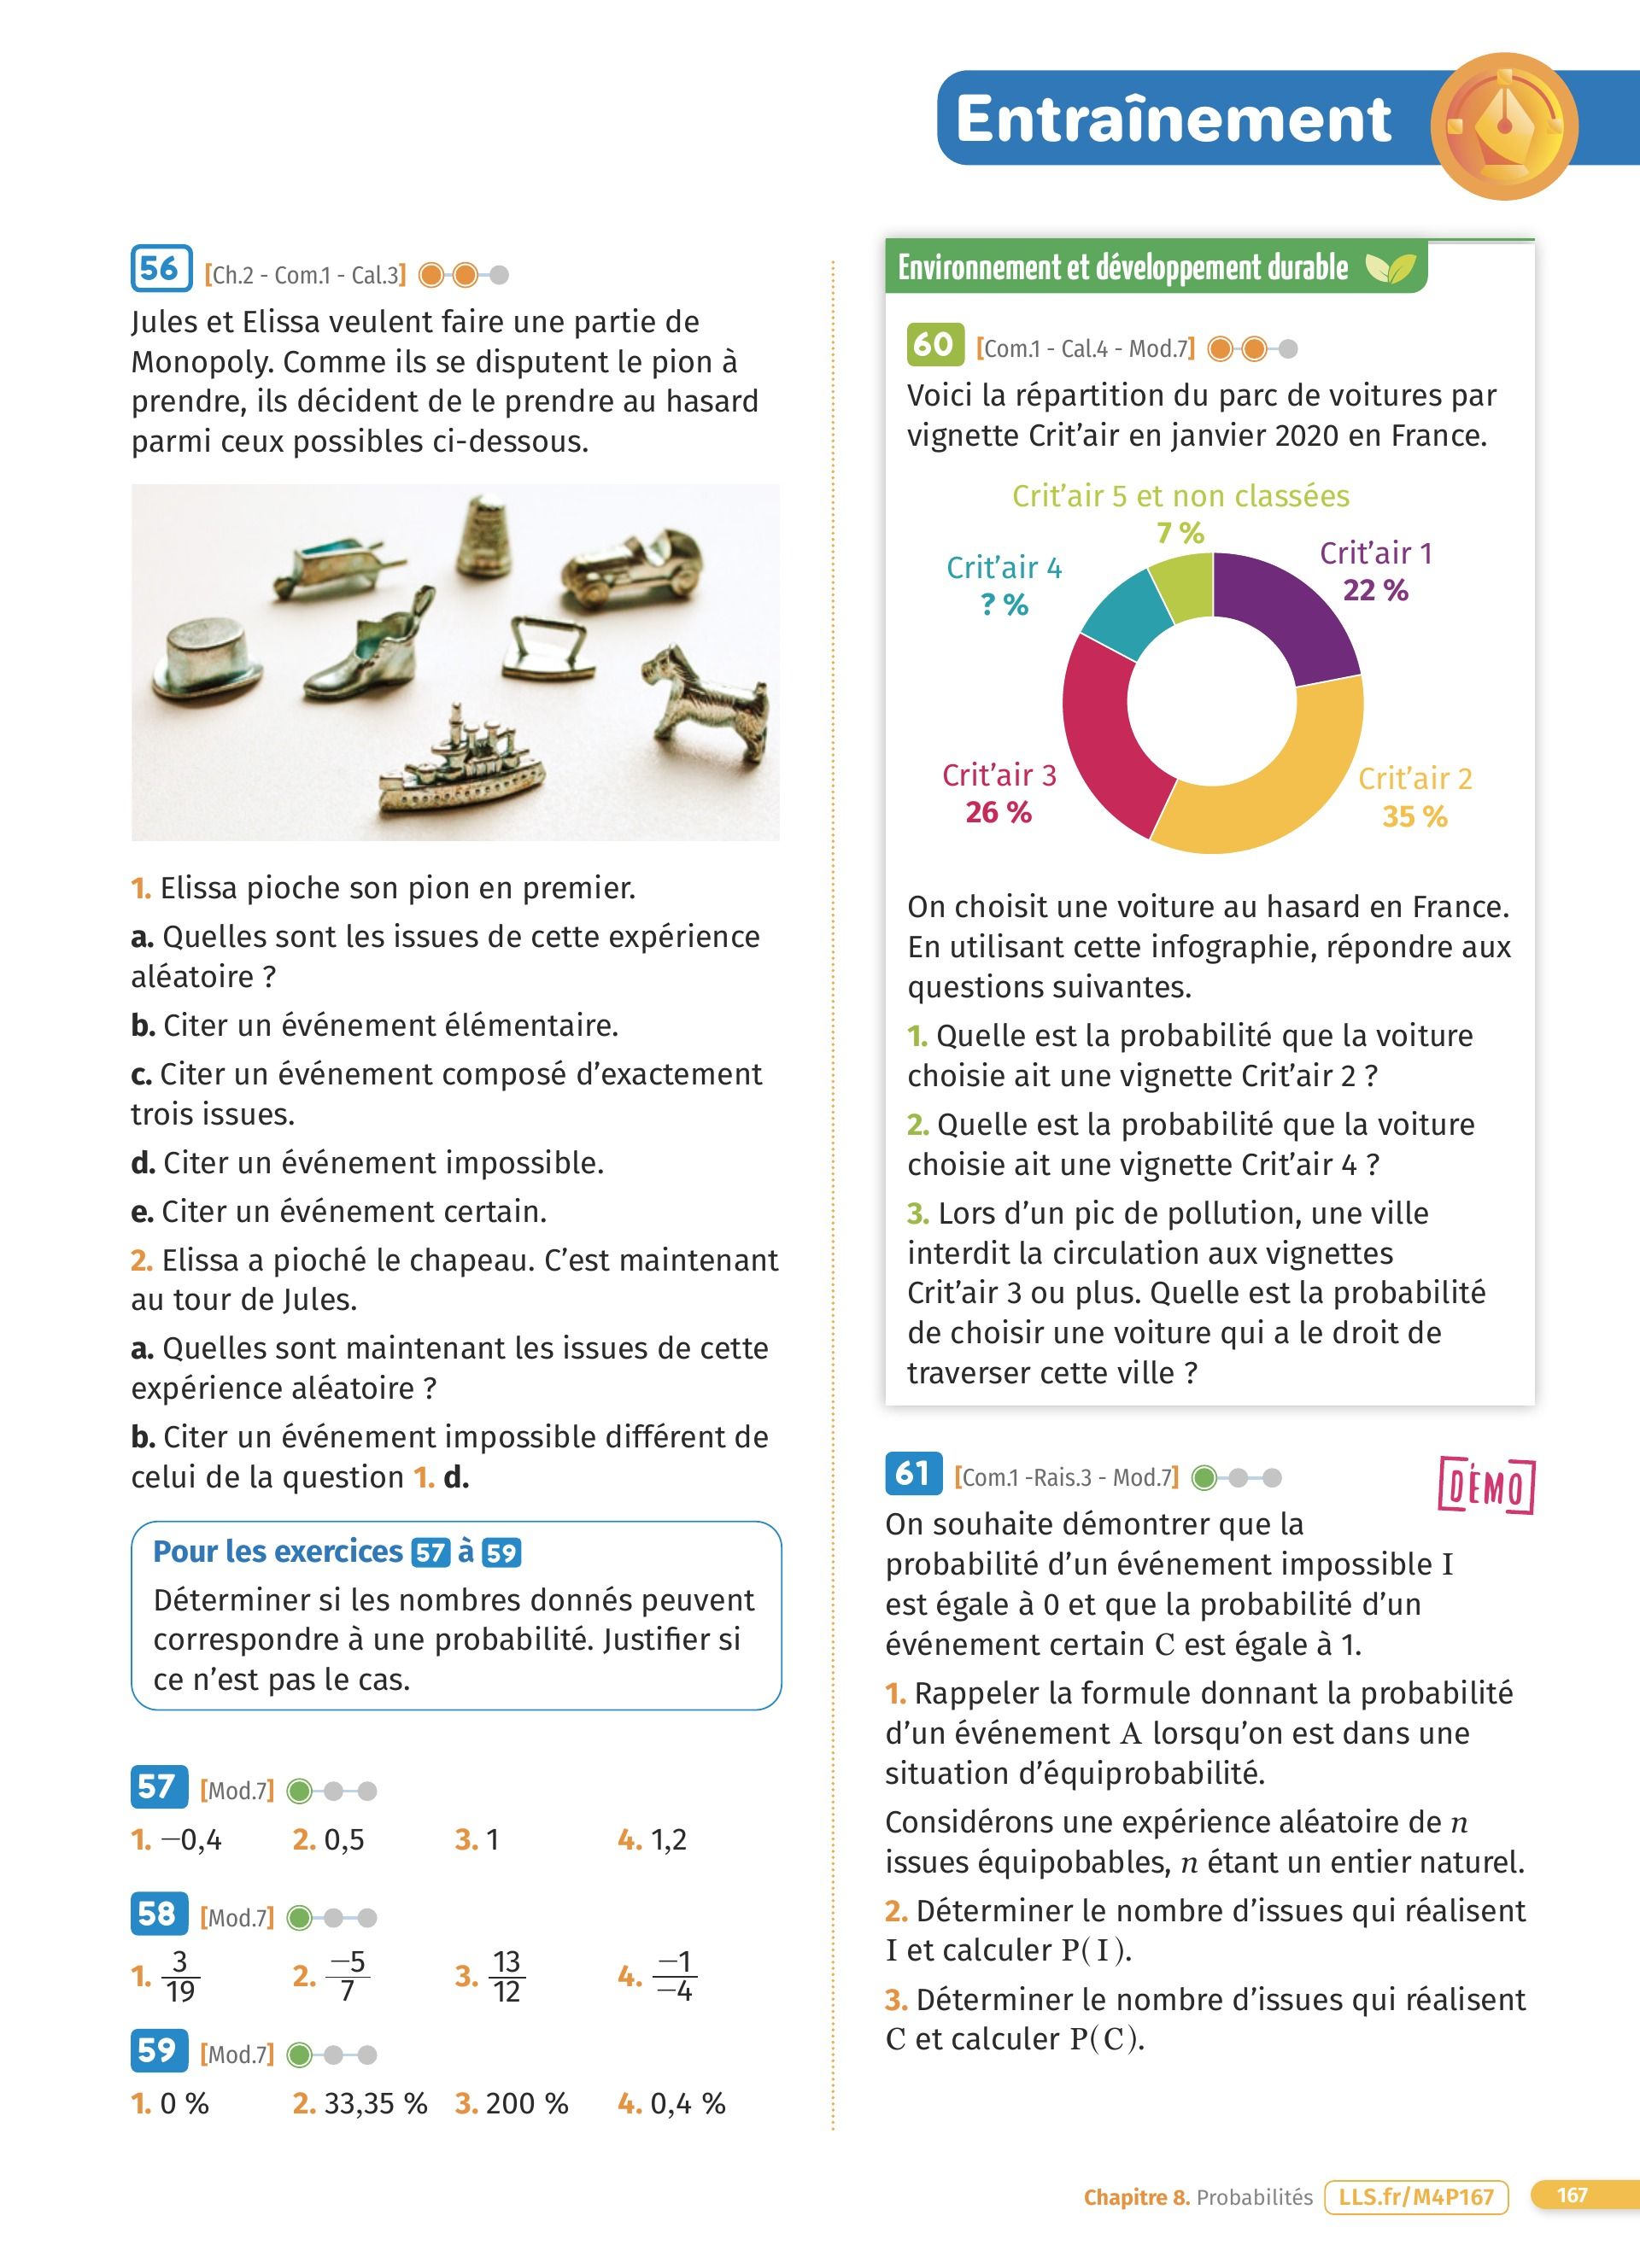 Entraînement
56 [Ch.2 - Com.1 - Cal.3]
Jules et Elissa veulent faire une partie de
Monopoly. Comme ils se disputent le pion à
prendre, ils décident de le prendre au hasard
parmi ceux possibles ci-dessous.
1. Elissa pioche son pion en premier.
a. Quelles sont les issues de cette expérience
aléatoire ?
b. Citer un événement élémentaire.
c. Citer un événement composé d'exactement
trois issues.
d. Citer un événement impossible.
e. Citer un événement certain.
2. Elissa a pioché le chapeau. C'est maintenant
au tour de Jules.
a. Quelles sont maintenant les issues de cette
expérience aléatoire ?
b. Citer un événement impossible différent de
celui de la question 1. d.
Pour les exercices 57 à 59
Déterminer si les nombres donnés peuvent
correspondre à une probabilité. Justifier si
ce n'est pas le cas.
57 [Mod.7]
1. −0,4 2. 0,5 3. 1 4. 1,2
58 [Mod.7]
1. 3/19 2. −5/7 3. 13/12 4. −1/−4
59 [Mod.7]
1. 0 % 2. 33,35 % 3. 200 % 4. 0,4 %
Environnement et développement durable
60 [Com.1 - Cal.4 - Mod.7]
Voici la répartition du parc de voitures par
vignette Crit'air en janvier 2020 en France.
Crit'air 5 et non classées
7 %
Crit'air 1
22 %
Crit'air 4
? %
Crit'air 3
26 %
Crit'air 2
35 %
On choisit une voiture au hasard en France.
En utilisant cette infographie, répondre aux
questions suivantes.
1. Quelle est la probabilité que la voiture
choisie ait une vignette Crit'air 2 ?
2. Quelle est la probabilité que la voiture
choisie ait une vignette Crit'air 4 ?
3. Lors d'un pic de pollution, une ville
interdit la circulation aux vignettes
Crit'air 3 ou plus. Quelle est la probabilité
de choisir une voiture qui a le droit de
traverser cette ville ?
61 [Com.1 -Rais.3 - Mod.7]
DÉMO
On souhaite démontrer que la
probabilité d'un événement impossible I
est égale à 0 et que la probabilité d'un
événement certain C est égale à 1.
1. Rappeler la formule donnant la probabilité
d'un événement A lorsqu'on est dans une
situation d'équiprobabilité.
Considérons une expérience aléatoire de n
issues équipobables, n étant un entier naturel.
2. Déterminer le nombre d'issues qui réalisent
I et calculer P(I).
3. Déterminer le nombre d'issues qui réalisent
C et calculer P(C).
Chapitre 8. Probabilités LLS.fr/M4P167 167